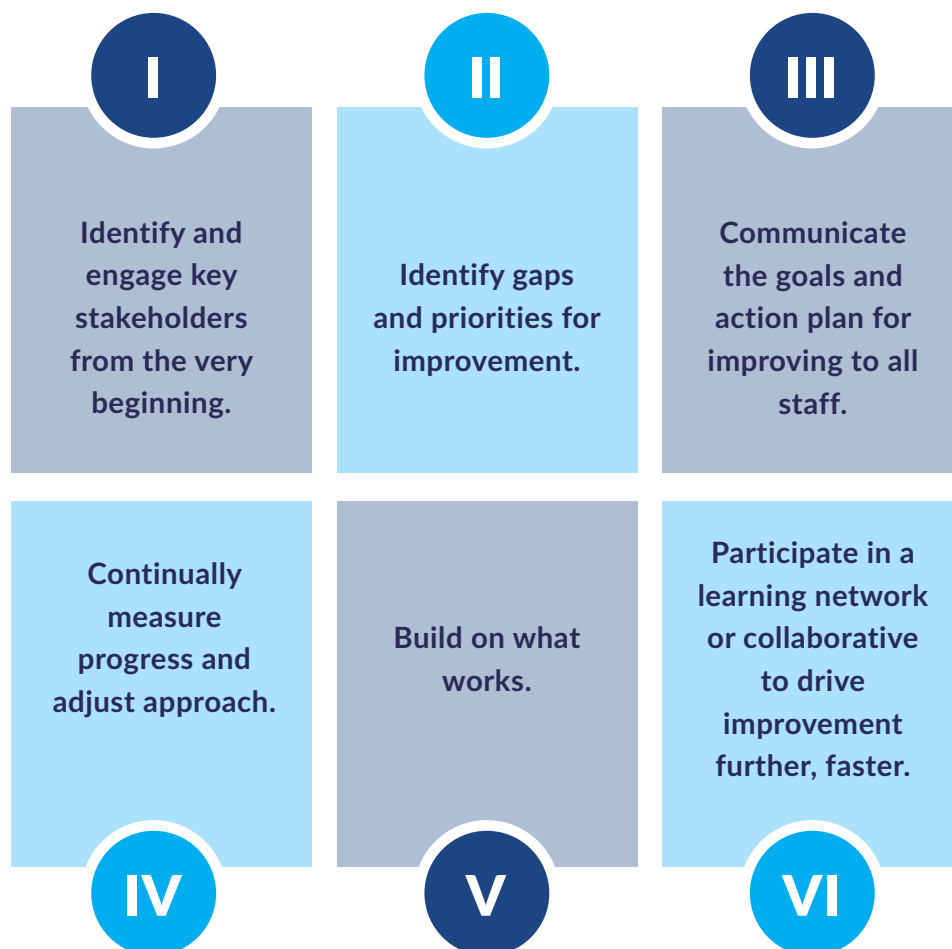 I
Identify and
engage key
stakeholders
from the very
beginning.
II
Identify gaps
and priorities for
improvement.
III
Communicate
the goals and
action plan for
improving to all
staff.
Continually
measure
progress and
adjust approach.
IV
Build on what
works.
V
Participate in a
learning network
or collaborative
to drive
improvement
further, faster.
VI